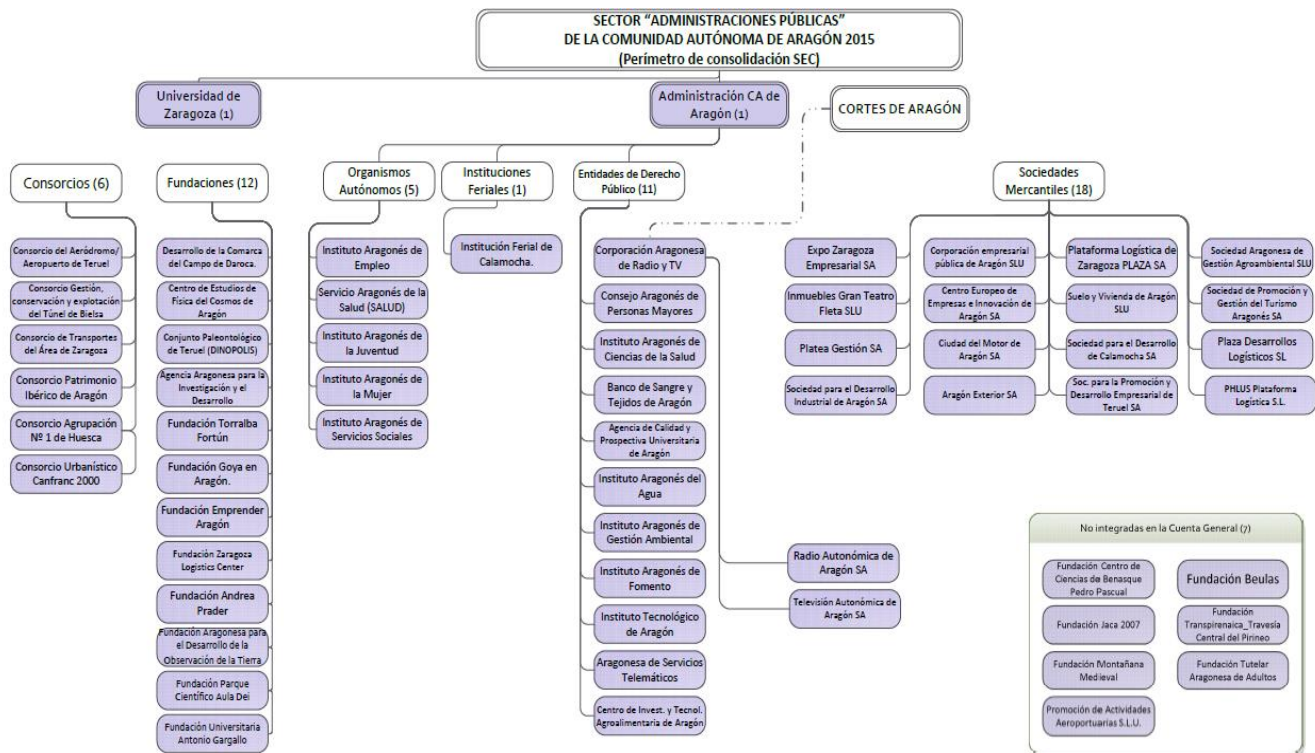 SECTOR “ADMINISTRACIONES PÚBLICAS”
DE LA COMUNIDAD AUTÓNOMA DE ARAGÓN 2015
(Perímetro de consolidación SEC)
Universidad de
Zaragoza (1)
Administración CA de
Aragón (1)
CORTES DE ARAGÓN
Consorcios (6)
Consorcio del Aeródromo/
Aeropuerto de Teruel
Consorcio Gestión,
conservación y explotación
del Túnel de Bielsa
Consorcio de Transportes
del Área de Zaragoza
Consorcio Patrimonio
Ibérico de Aragón
Consorcio Agrupación
Nº 1 de Huesca
Consorcio Urbanístico
Canfranc 2000
Fundaciones (12)
Desarrollo de la Comarca
del Campo de Daroca.
Centro de Estudios de
Física del Cosmos de
Aragón
Conjunto Paleontológico
de Teruel (DINOPOLIS)
Agencia Aragonesa para la
Investigación y el
Desarrollo
Fundación Torralba
Fortún
Fundación Goya en
Aragón.
Fundación Emprender
Aragón
Fundación Zaragoza
Logistics Center
Fundación Andrea
Prader
Fundación Aragonesa para
el Desarrollo de la
Observación de la Tierra
Fundación Parque
Científico Aula Dei
Fundación Universitaria
Antonio Gargallo
Organismos
Autónomos (5)
Instituto Aragonés de
Empleo
Servicio Aragonés de la
Salud (SALUD)
Instituto Aragonés de
la Juventud
Instituto Aragonés de
la Mujer
Instituto Aragonés de
Servicios Sociales
Instituciones
Feriales (1)
Institución Ferial de
Calamocha.
Entidades de Derecho
Público (11)
Corporación Aragonesa
de Radio y TV
Consejo Aragonés de
Personas Mayores
Instituto Aragonés de
Ciencias de la Salud
Banco de Sangre y
Tejidos de Aragón
Agencia de Calidad y
Prospectiva Universitaria
de Aragón
Instituto Aragonés del
Agua
Instituto Aragonés de
Gestión Ambiental
Instituto Aragonés de
Fomento
Instituto Tecnológico
de Aragón
Aragonesa de Servicios
Telemáticos
Centro de Invest. y Tecnol.
Agroalimentaria de Aragón
Radio Autonómica de
Aragón SA
Televisión Autonómica de
Aragón SA
Sociedades
Mercantiles (18)
Expo Zaragoza
Empresarial SA
Inmuebles Gran Teatro
Fleta SLU
Platea Gestión SA
Sociedad para el Desarrollo
Industrial de Aragón SA
Corporación empresarial
pública de Aragón SLU
Centro Europeo de
Empresas e Innovación de
Aragón SA
Ciudad del Motor de
Aragón SA
Aragón Exterior SA
Plataforma Logística de
Zaragoza PLAZA SA
Suelo y Vivienda de Aragón
SLU
Sociedad para el Desarrollo
de Calamocha SA
Soc. para la Promoción y
Desarrollo Empresarial de
Teruel SA
Sociedad Aragonesa de
Gestión Agroambiental SLU
Sociedad de Promoción y
Gestión del Turismo
Aragonés SA
Plaza Desarrollos
Logísticos SL
PHLUS Plataforma
Logística S.L.
No integradas en la Cuenta General (7)
Fundación Centro de
Ciencias de Benasque
Pedro Pascual
Fundación Jaca 2007
Fundación Montañana
Medieval
Promoción de Actividades
Aeroportuarias S.L.U.
Fundación Beulas
Fundación
Transpirenaica_Travesía
Central del Pirineo
Fundación Tutelar
Aragonesa de Adultos